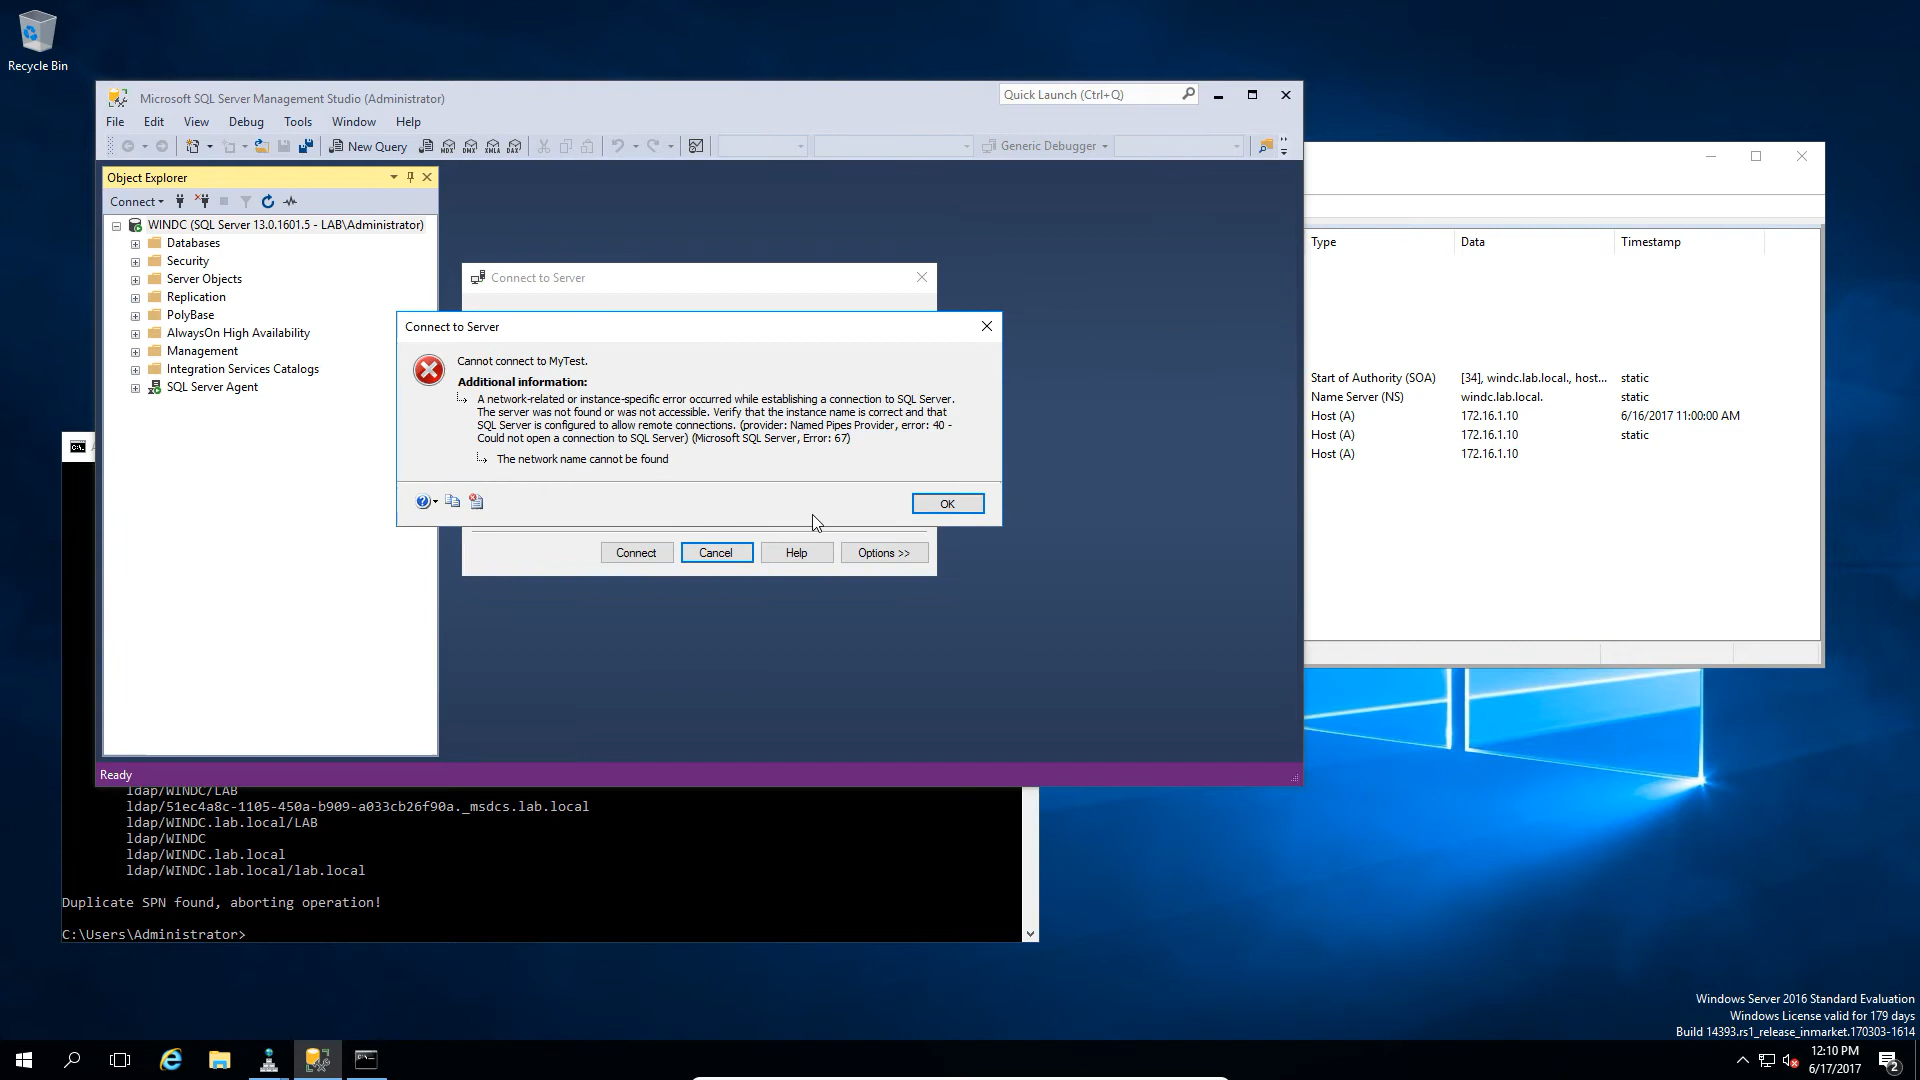 Recycle Bin
Microsoft SQL Server Management Studio (Administrator)
Quick Launch (Ctrl+Q)
File Edit View Debug Tools Window Help
New Query
MDX
DMX
XMLA
DAX
Generic Debugger
Object Explorer
Connect
WINDC (SQL Server 13.0.1601.5 - LAB\Administrator)
Databases
Security
Server Objects
Replication
PolyBase
AlwaysOn High Availability
Management
Integration Services Catalogs
SQL Server Agent
Connect to Server
Connect to Server
Cannot connect to MyTest.
Additional information:
A network-related or instance-specific error occurred while establishing a connection to SQL Server.
The server was not found or was not accessible. Verify that the instance name is correct and that
SQL Server is configured to allow remote connections. (provider: Named Pipes Provider, error: 40 -
Could not open a connection to SQL Server) (Microsoft SQL Server, Error: 67)
The network name cannot be found
OK
Connect Cancel Help Options >>
Ready
Type Data Timestamp
Start of Authority (SOA) [34], windc.lab.local., host... static
Name Server (NS) windc.lab.local. static
Host (A) 172.16.1.10 6/16/2017 11:00:00 AM
Host (A) 172.16.1.10 static
Host (A) 172.16.1.10
ldap/WINDC/LAB
ldap/51ec4a8c-1105-450a-b909-a033cb26f90a._msdcs.lab.local
ldap/WINDC.lab.local/LAB
ldap/WINDC
ldap/WINDC.lab.local
ldap/WINDC.lab.local/lab.local
Duplicate SPN found, aborting operation!
C:\Users\Administrator>
Windows Server 2016 Standard Evaluation
Windows License valid for 179 days
Build 14393.rs1_release_inmarket.170303-1614
12:10 PM
6/17/2017
2